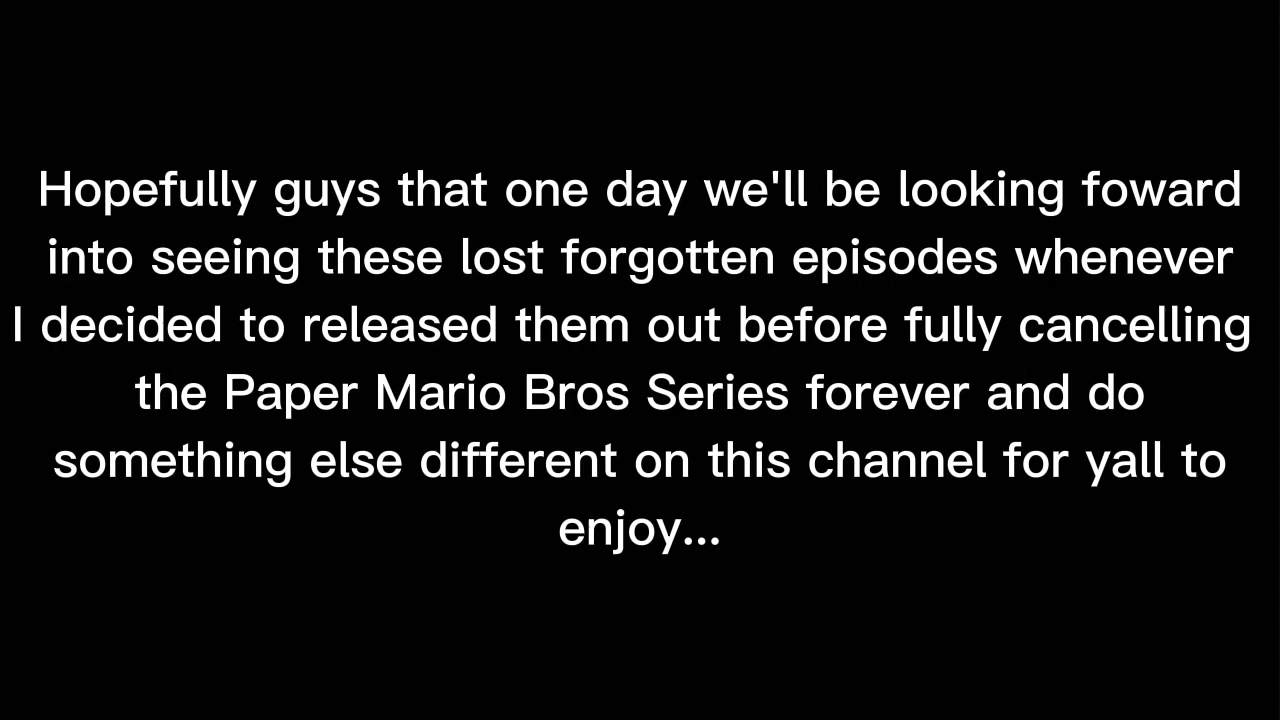 Hopefully guys that one day we'll be looking foward
into seeing these lost forgotten episodes whenever
I decided to released them out before fully cancelling
the Paper Mario Bros Series forever and do
something else different on this channel for yall to
enjoy...